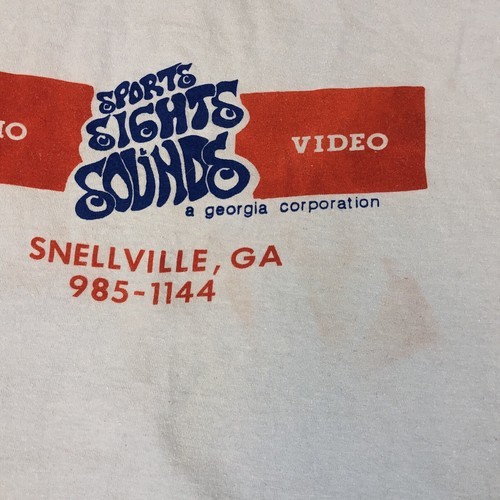 SPORTS
SIGHTS
& SOUNDS
VIDEO
a georgia corporation
SNELLVILLE, GA
985-1144